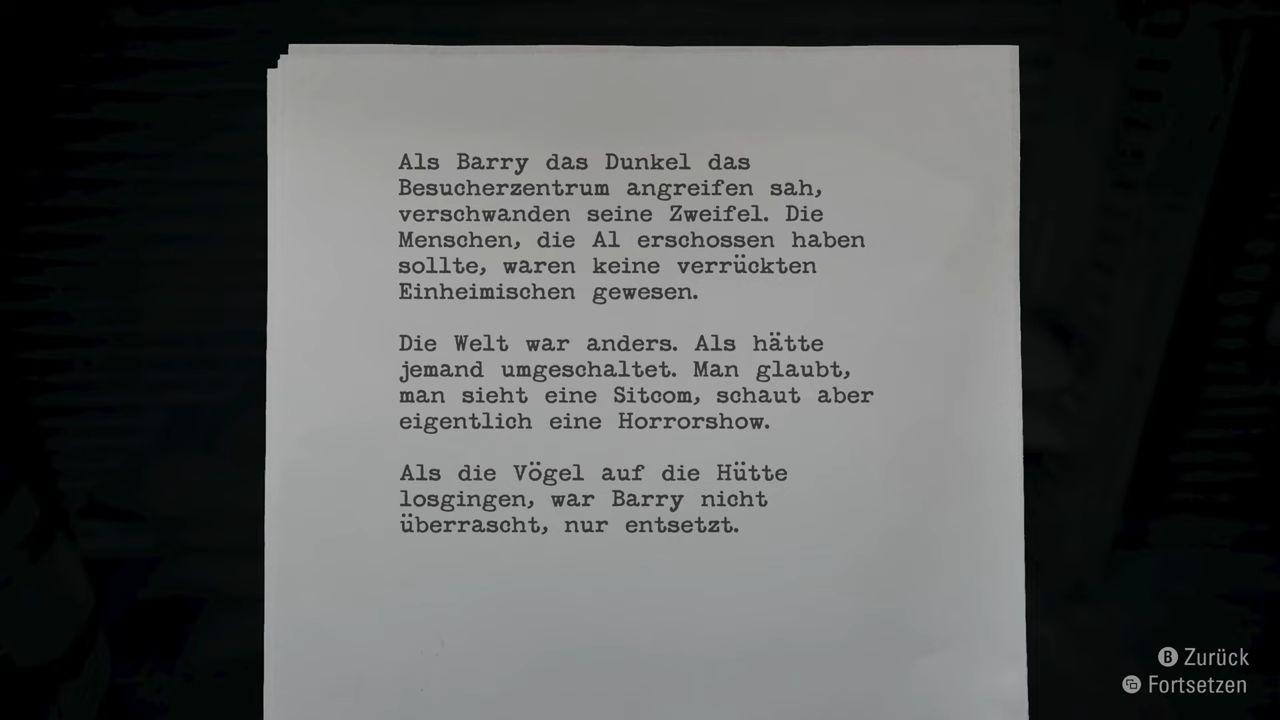 Als Barry das Dunkel das
Besucherzentrum angreifen sah,
verschwanden seine Zweifel. Die
Menschen, die Al erschossen haben
sollte, waren keine verrückten
Einheimischen gewesen.
Die Welt war anders. Als hätte
jemand umgeschaltet. Man glaubt,
man sieht eine Sitcom, schaut aber
eigentlich eine Horrorshow.
Als die Vögel auf die Hütte
losgingen, war Barry nicht
überrascht, nur entsetzt.
B Zurück
Fortsetzen